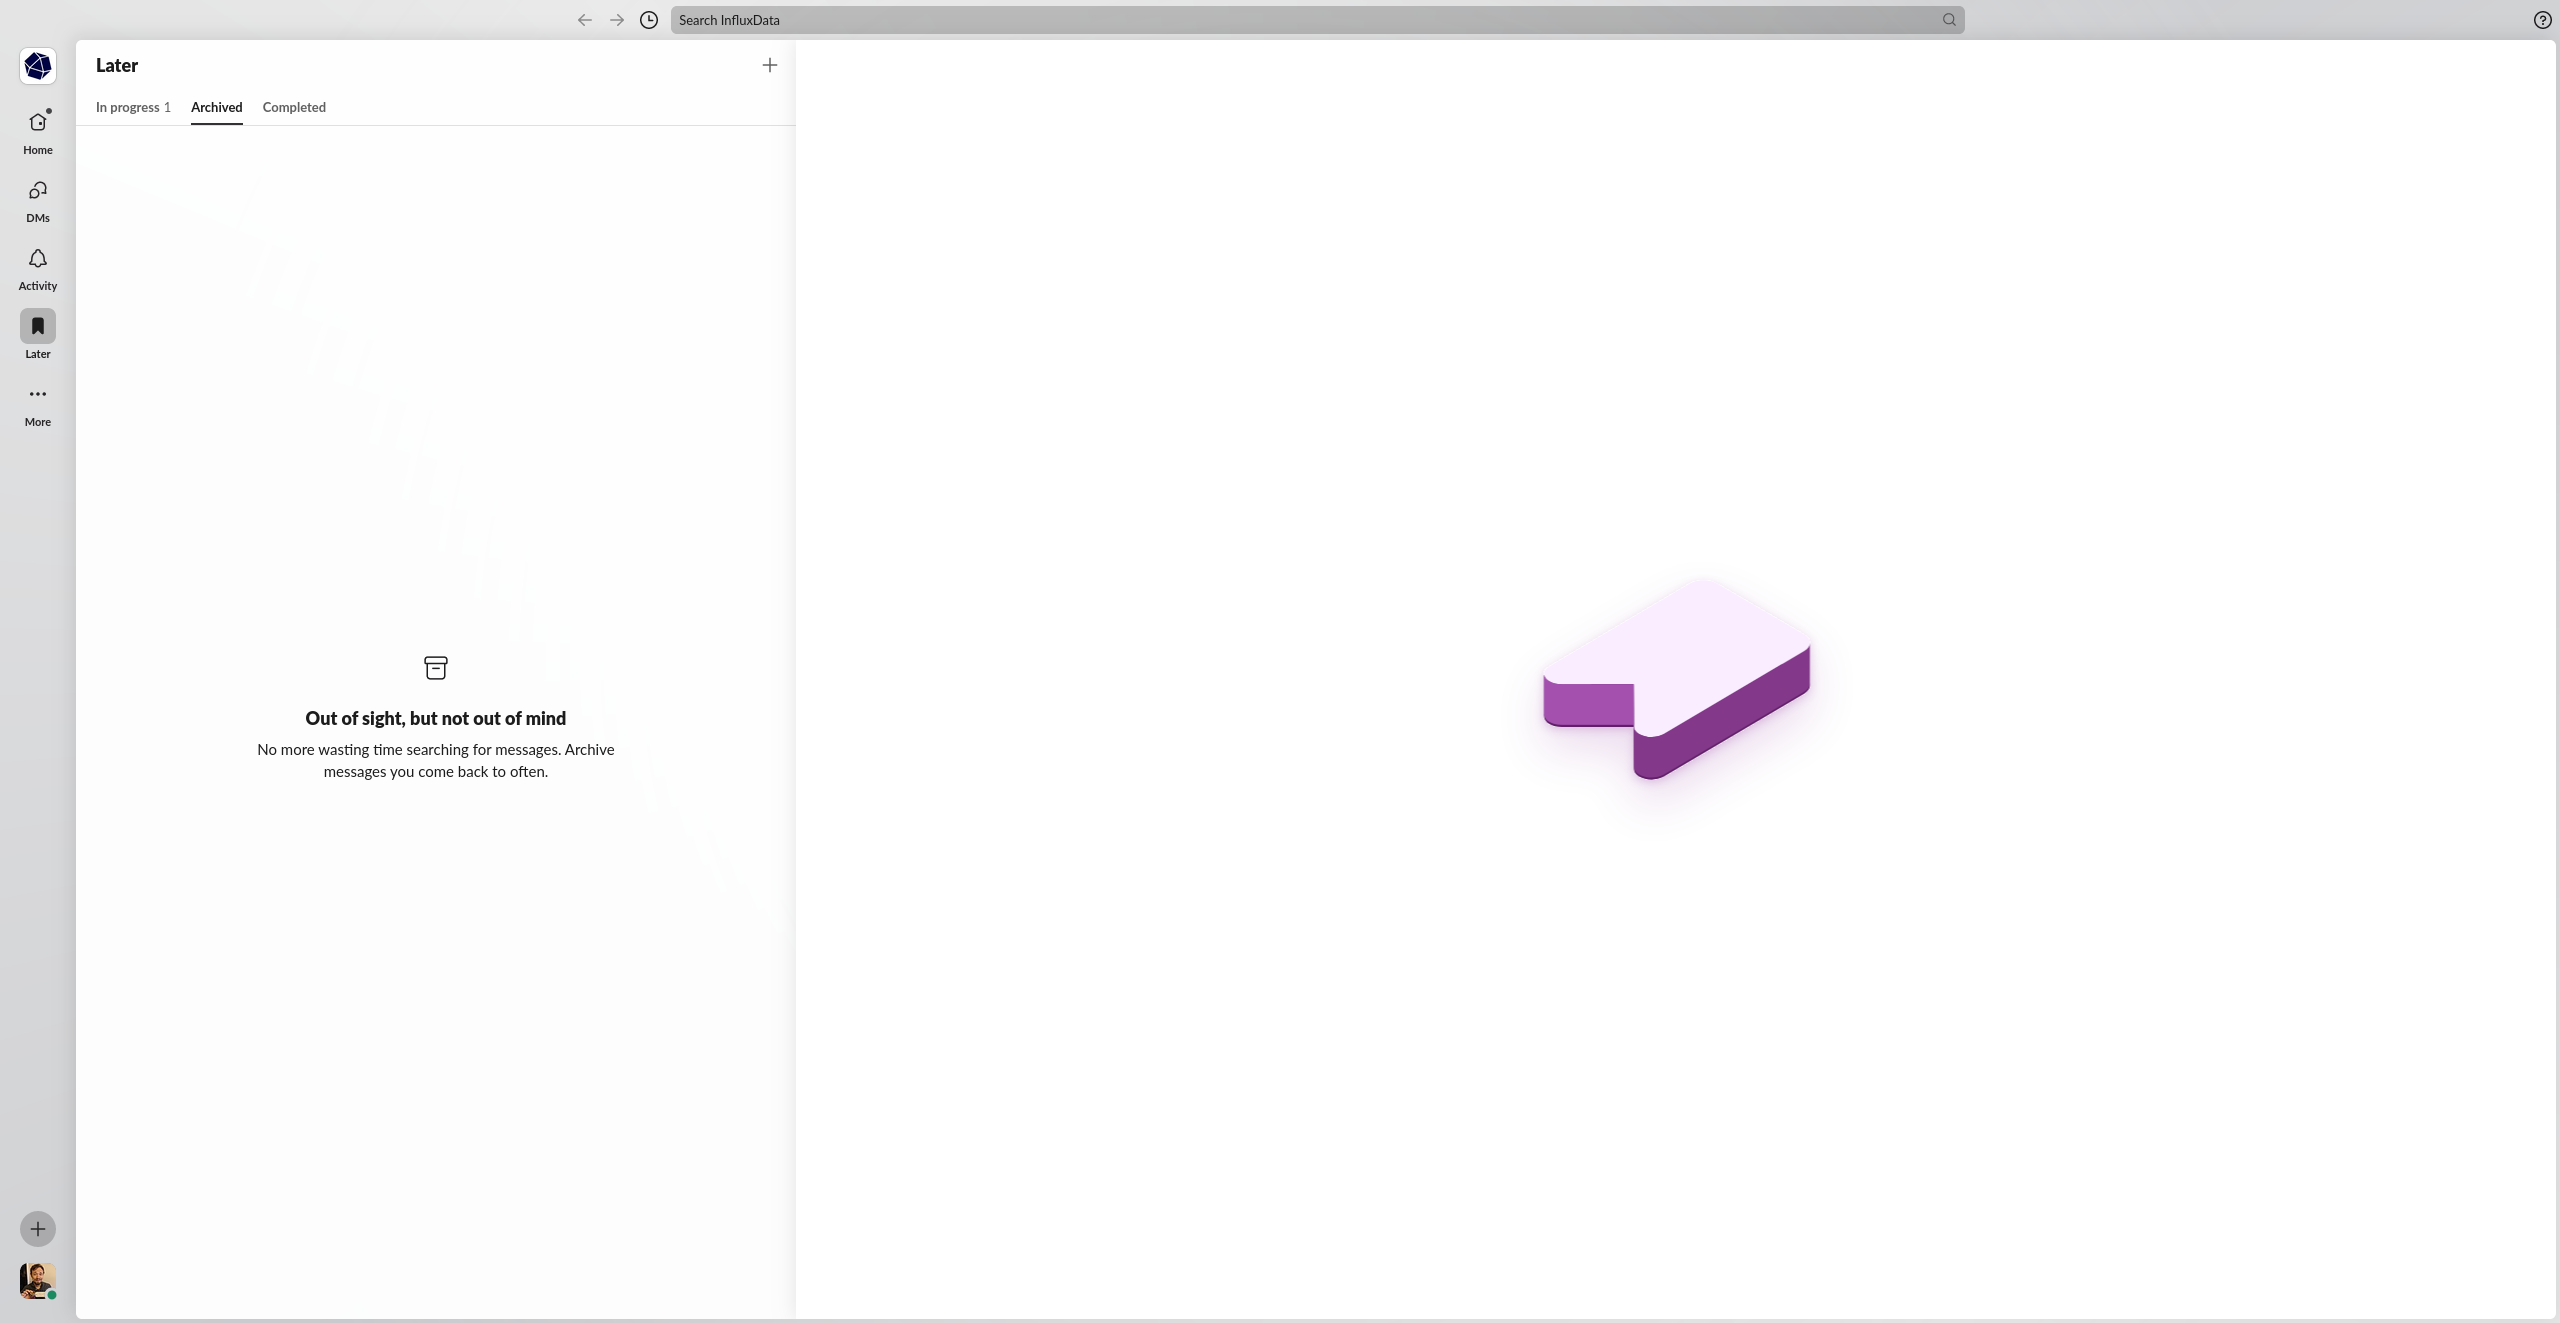 Search InfluxData
Later
In progress 1
Archived
Completed
Home
DMs
Activity
Later
More
Out of sight, but not out of mind
No more wasting time searching for messages. Archive
messages you come back to often.